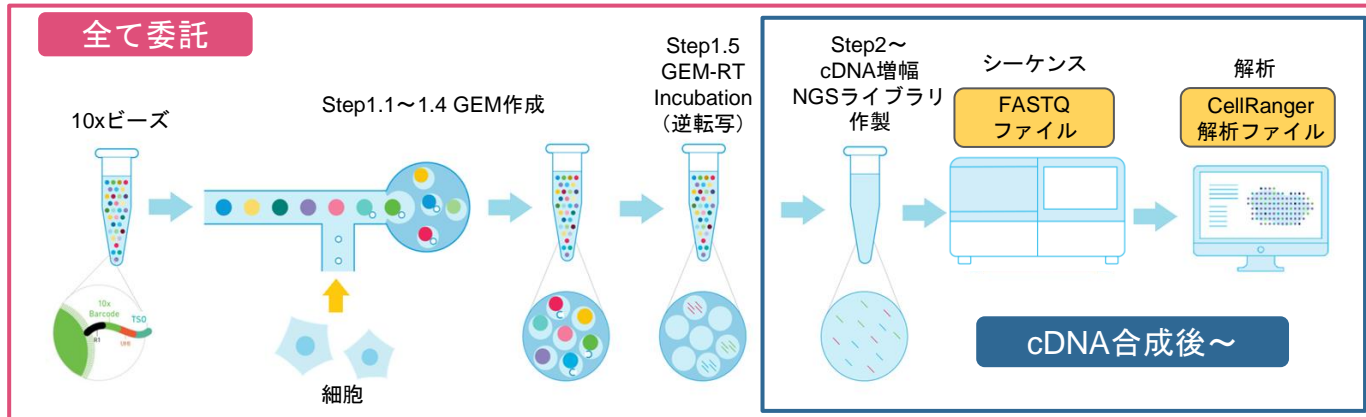 全て委託
10xビーズ
Step1.1～1.4 GEM作成
Step1.5
GEM-RT
Incubation
（逆転写）
Step2～
cDNA増幅
NGSライブラリ
作製
シーケンス
FASTQ
ファイル
解析
CellRanger
解析ファイル
10x
Barcode
TSO
R1
UMI
細胞
cDNA合成後～